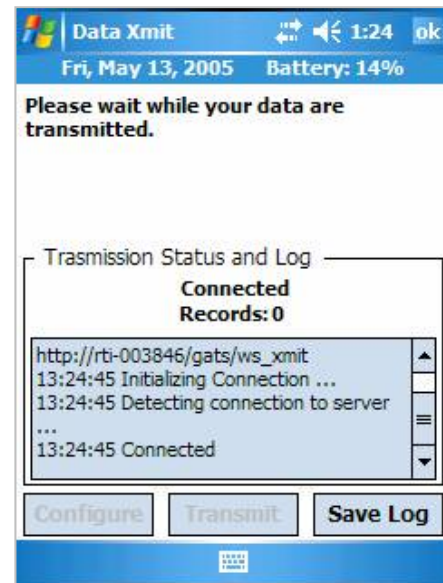 Data Xmit 1:24 ok
Fri, May 13, 2005 Battery: 14%
Please wait while your data are
transmitted.
Trasmission Status and Log
Connected
Records: 0
http://rti-003846/gats/ws_xmit
13:24:45 Initializing Connection ...
13:24:45 Detecting connection to server
...
13:24:45 Connected
Configure Transmit Save Log